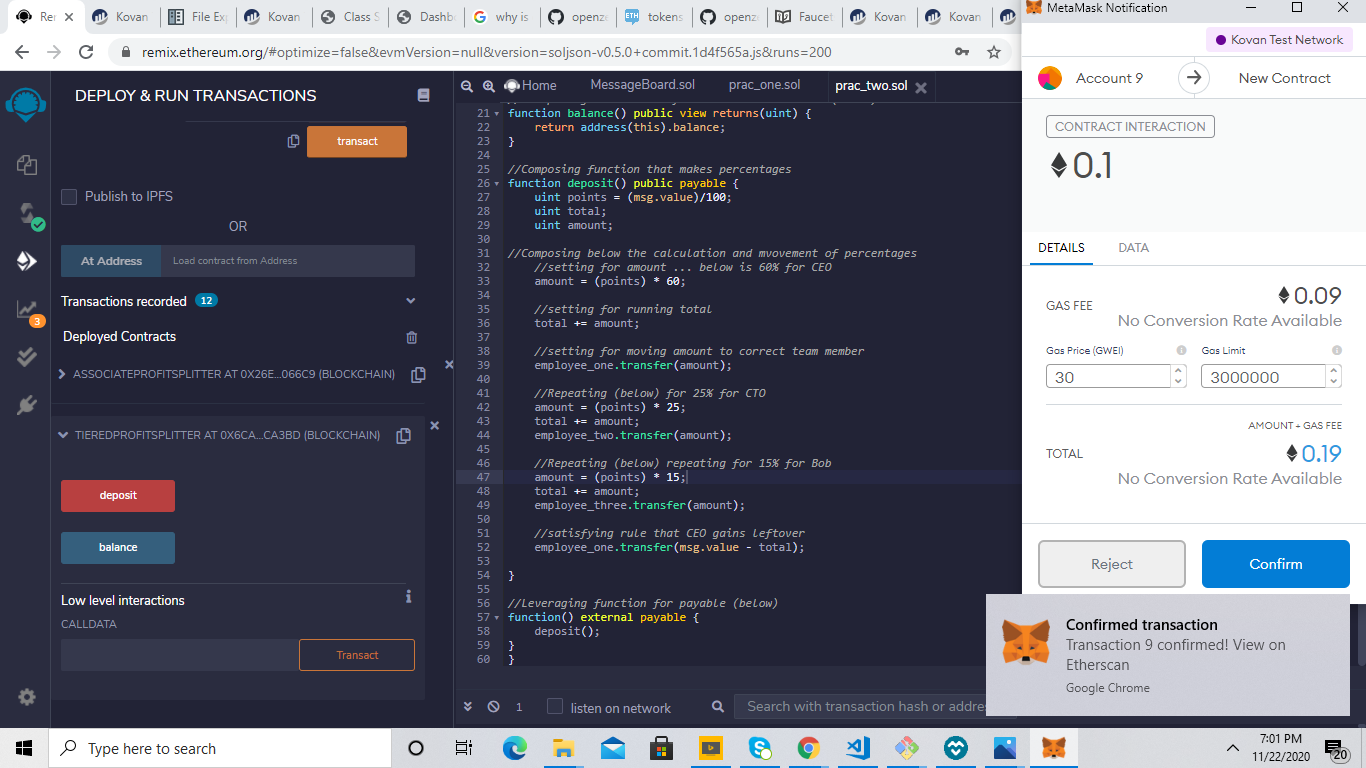 Re
Kovan
File Exp
Kovan
Class S
Dashb
why is
openz
tokens
openz
Faucet
Kovan
Kovan
remix.ethereum.org/#optimize=false&evmVersion=null&version=soljson-v0.5.0+commit.1d4f565a.js&runs=200
DEPLOY & RUN TRANSACTIONS
transact
Publish to IPFS
OR
At Address
Load contract from Address
Transactions recorded 12
3
Deployed Contracts
ASSOCIATEPROFITSPLITTER AT 0X26E...066C9 (BLOCKCHAIN)
TIEREDPROFITSPLITTER AT 0X6CA...CA3BD (BLOCKCHAIN)
deposit
balance
Low level interactions
CALLDATA
Transact
Home
MessageBoard.sol
prac_one.sol
prac_two.sol
21 function balance() public view returns(uint) {
22 return address(this).balance;
23 }
24
25 //Composing function that makes percentages
26 function deposit() public payable {
27 uint points = (msg.value)/100;
28 uint total;
29 uint amount;
30
31 //Composing below the calculation and mvovement of percentages
32 //setting for amount ... below is 60% for CEO
33 amount = (points) * 60;
34
35 //setting for running total
36 total += amount;
37
38 //setting for moving amount to correct team member
39 employee_one.transfer(amount);
40
41 //Repeating (below) for 25% for CTO
42 amount = (points) * 25;
43 total += amount;
44 employee_two.transfer(amount);
45
46 //Repeating (below) repeating for 15% for Bob
47 amount = (points) * 15;
48 total += amount;
49 employee_three.transfer(amount);
50
51 //satisfying rule that CEO gains leftover
52 employee_one.transfer(msg.value - total);
53
54 }
55
56 //Leveraging function for payable (below)
57 function() external payable {
58 deposit();
59 }
60 }
1
listen on network
Search with transaction hash or addre
MetaMask Notification
Kovan Test Network
Account 9
New Contract
CONTRACT INTERACTION
0.1
DETAILS
DATA
GAS FEE
0.09
No Conversion Rate Available
Gas Price (GWEI)
Gas Limit
30
3000000
AMOUNT + GAS FEE
TOTAL
0.19
No Conversion Rate Available
Reject
Confirm
Confirmed transaction
Transaction 9 confirmed! View on
Etherscan
Google Chrome
Type here to search
7:01 PM
11/22/2020
20